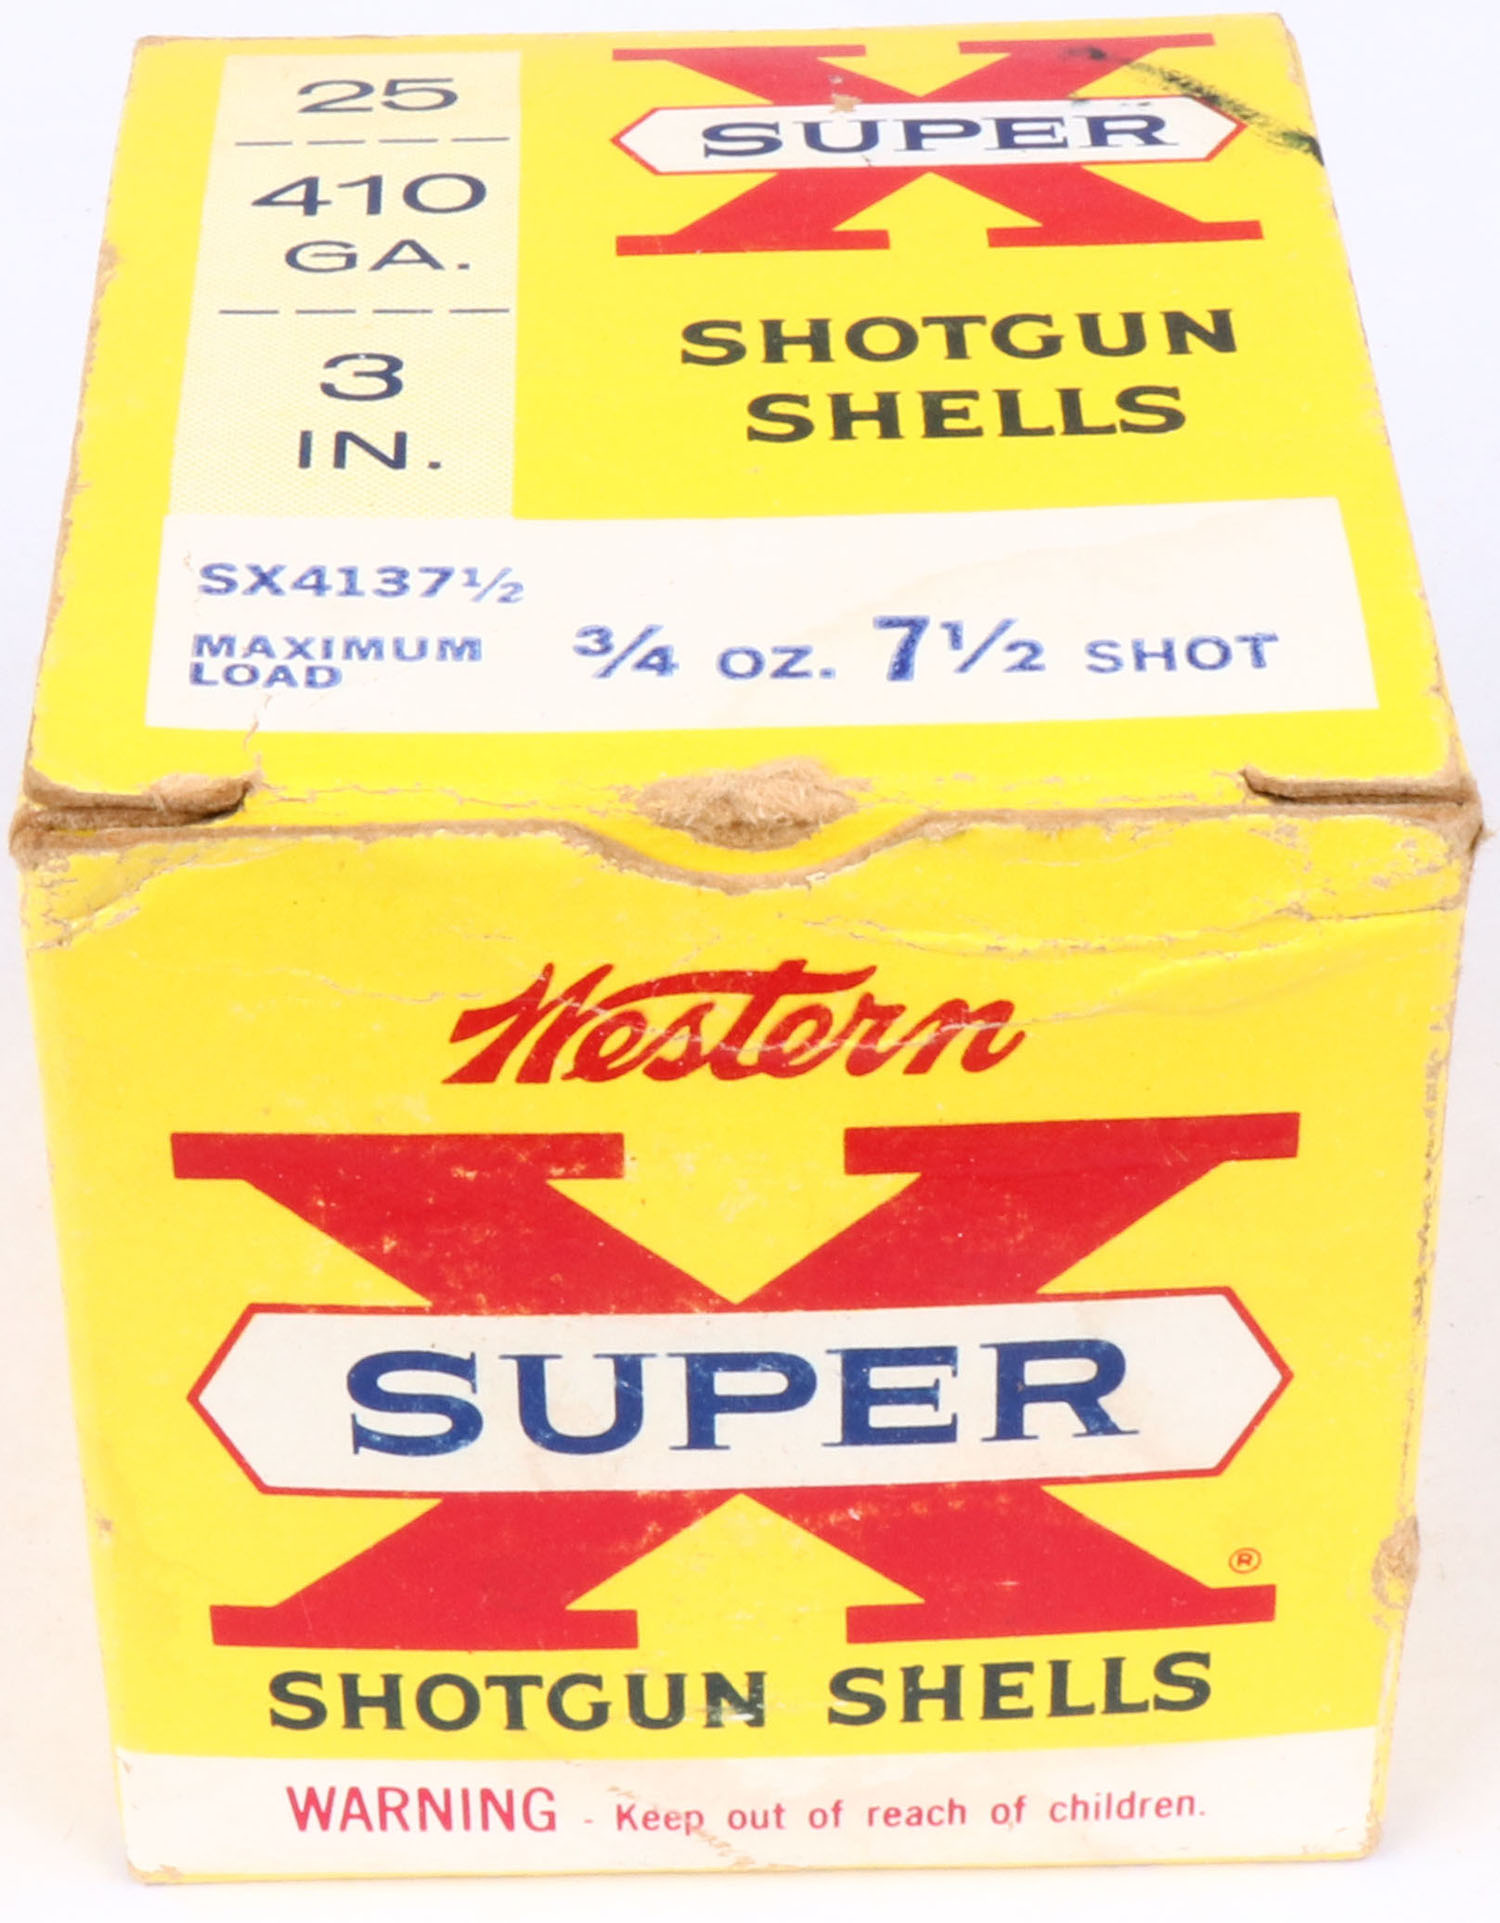 25
410
GA.
3
IN.
X
SUPER
SHOTGUN
SHELLS
SX4137½
MAXIMUM
LOAD
¾ OZ. 7½ SHOT
Western
X
SUPER
®
SHOTGUN SHELLS
WARNING - Keep out of reach of children.